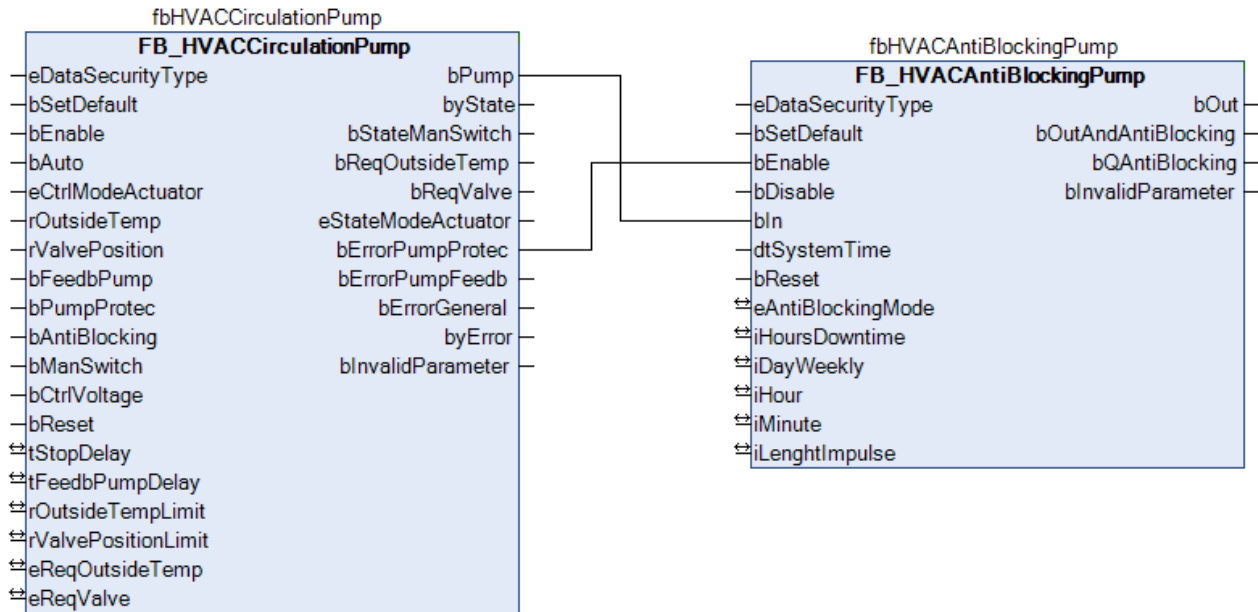 fbHVACCirculationPump
FB_HVACCirculationPump
eDataSecurityType bPump
bSetDefault byState
bEnable bStateManSwitch
bAuto bReqOutsideTemp
eCtrlModeActuator bReqValve
rOutsideTemp eStateModeActuator
rValvePosition bErrorPumpProtec
bFeedbPump bErrorPumpFeedb
bPumpProtec bErrorGeneral
bAntiBlocking byError
bManSwitch bInvalidParameter
bCtrlVoltage
bReset
tStopDelay
tFeedbPumpDelay
rOutsideTempLimit
rValvePositionLimit
eReqOutsideTemp
eReqValve
fbHVACAntiBlockingPump
FB_HVACAntiBlockingPump
eDataSecurityType bOut
bSetDefault bOutAndAntiBlocking
bEnable bQAntiBlocking
bDisable bInvalidParameter
bIn
dtSystemTime
bReset
eAntiBlockingMode
iHoursDowntime
iDayWeekly
iHour
iMinute
iLenghtImpulse